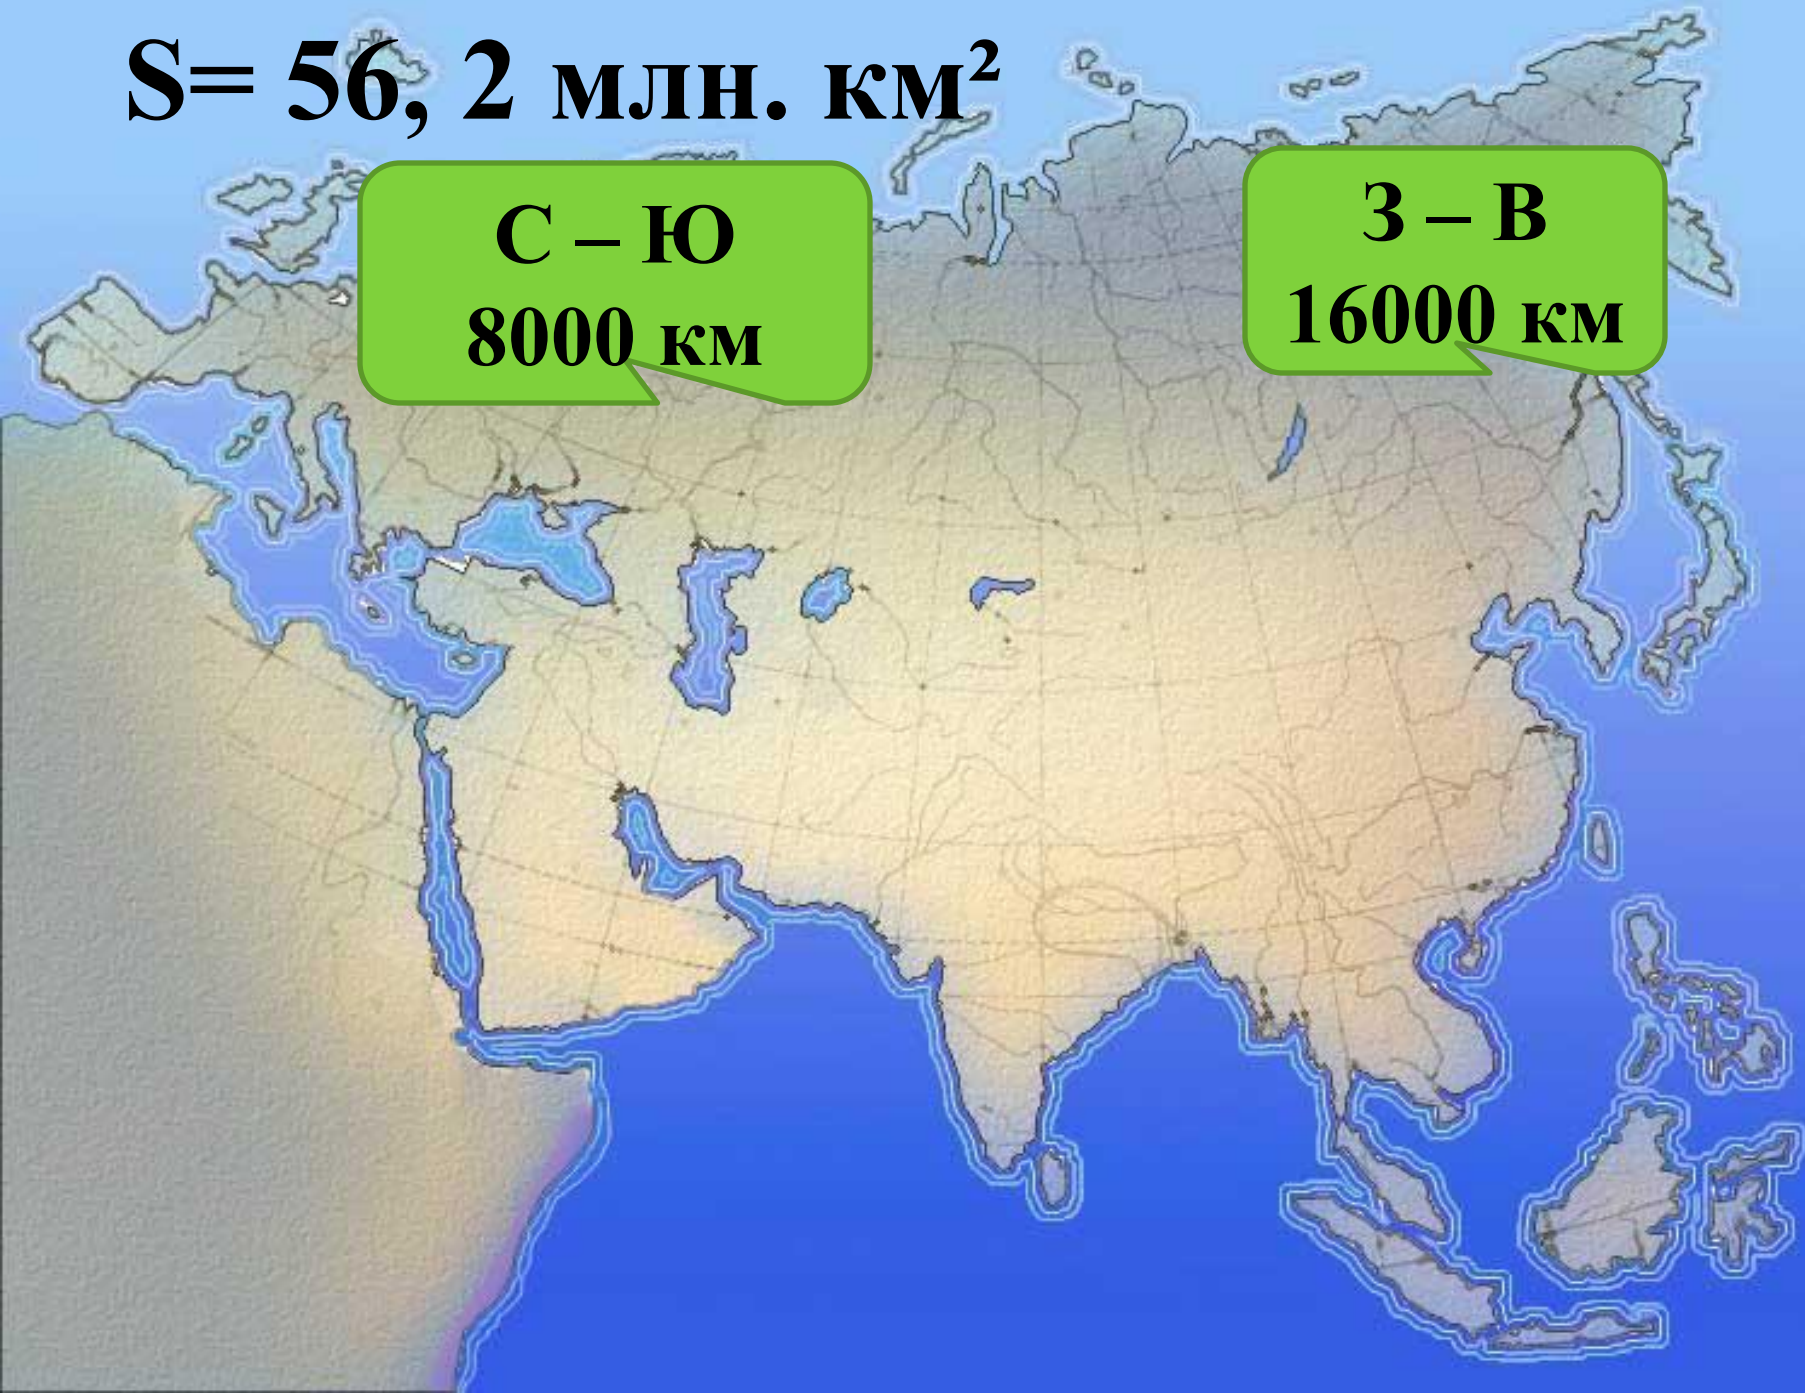 S= 56, 2 млн. км²
С – Ю
8000 км
З – В
16000 км